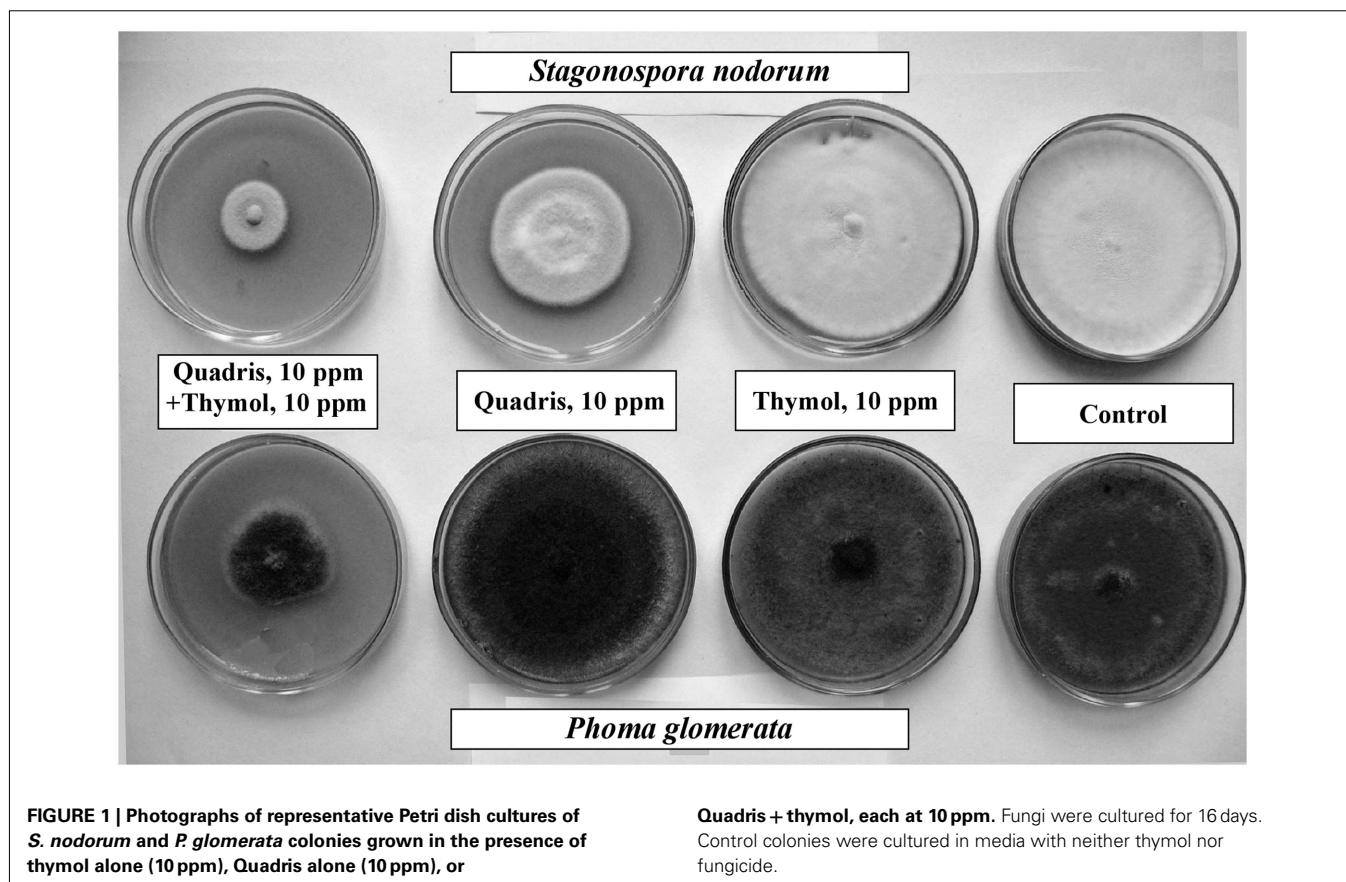 Stagonospora nodorum
Quadris, 10 ppm
+Thymol, 10 ppm
Quadris, 10 ppm
Thymol, 10 ppm
Control
Phoma glomerata
FIGURE 1 | Photographs of representative Petri dish cultures of
S. nodorum and P. glomerata colonies grown in the presence of
thymol alone (10 ppm), Quadris alone (10 ppm), or
Quadris + thymol, each at 10 ppm. Fungi were cultured for 16 days.
Control colonies were cultured in media with neither thymol nor
fungicide.